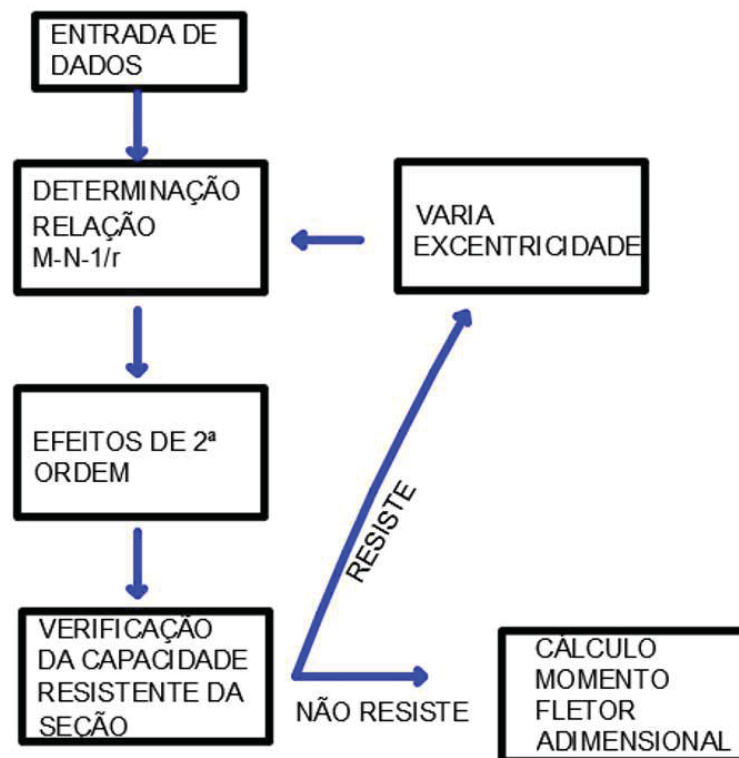 ENTRADA DE
DADOS
DETERMINAÇÃO
RELAÇÃO
M-N-1/r
VARIA
EXCENTRICIDADE
EFEITOS DE 2ª
ORDEM
RESISTE
VERIFICAÇÃO
DA CAPACIDADE
RESISTENTE DA
SEÇÃO
NÃO RESISTE
CÁLCULO
MOMENTO
FLETOR
ADIMENSIONAL